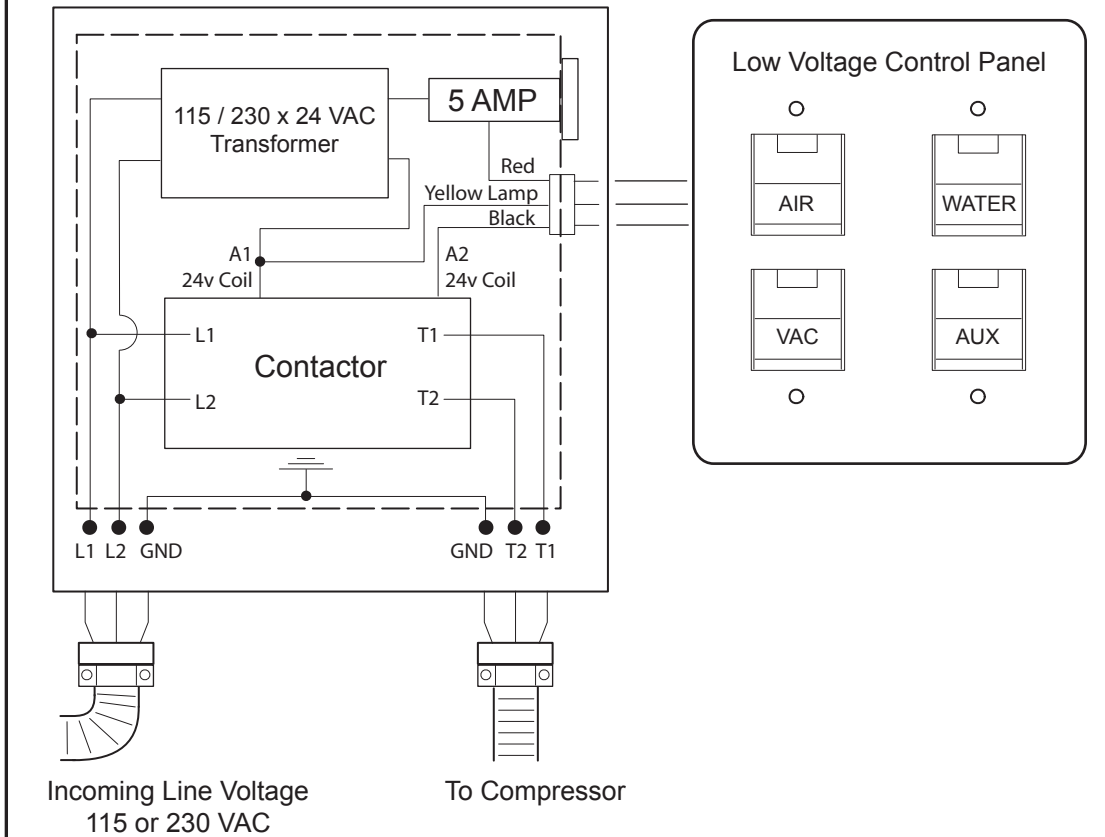 115 / 230 x 24 VAC
Transformer
5 AMP
Red
Yellow Lamp
Black
A1
24v Coil
A2
24v Coil
L1
T1
Contactor
L2
T2
L1 L2 GND
GND T2 T1
Incoming Line Voltage
115 or 230 VAC
To Compressor
Low Voltage Control Panel
AIR
WATER
VAC
AUX